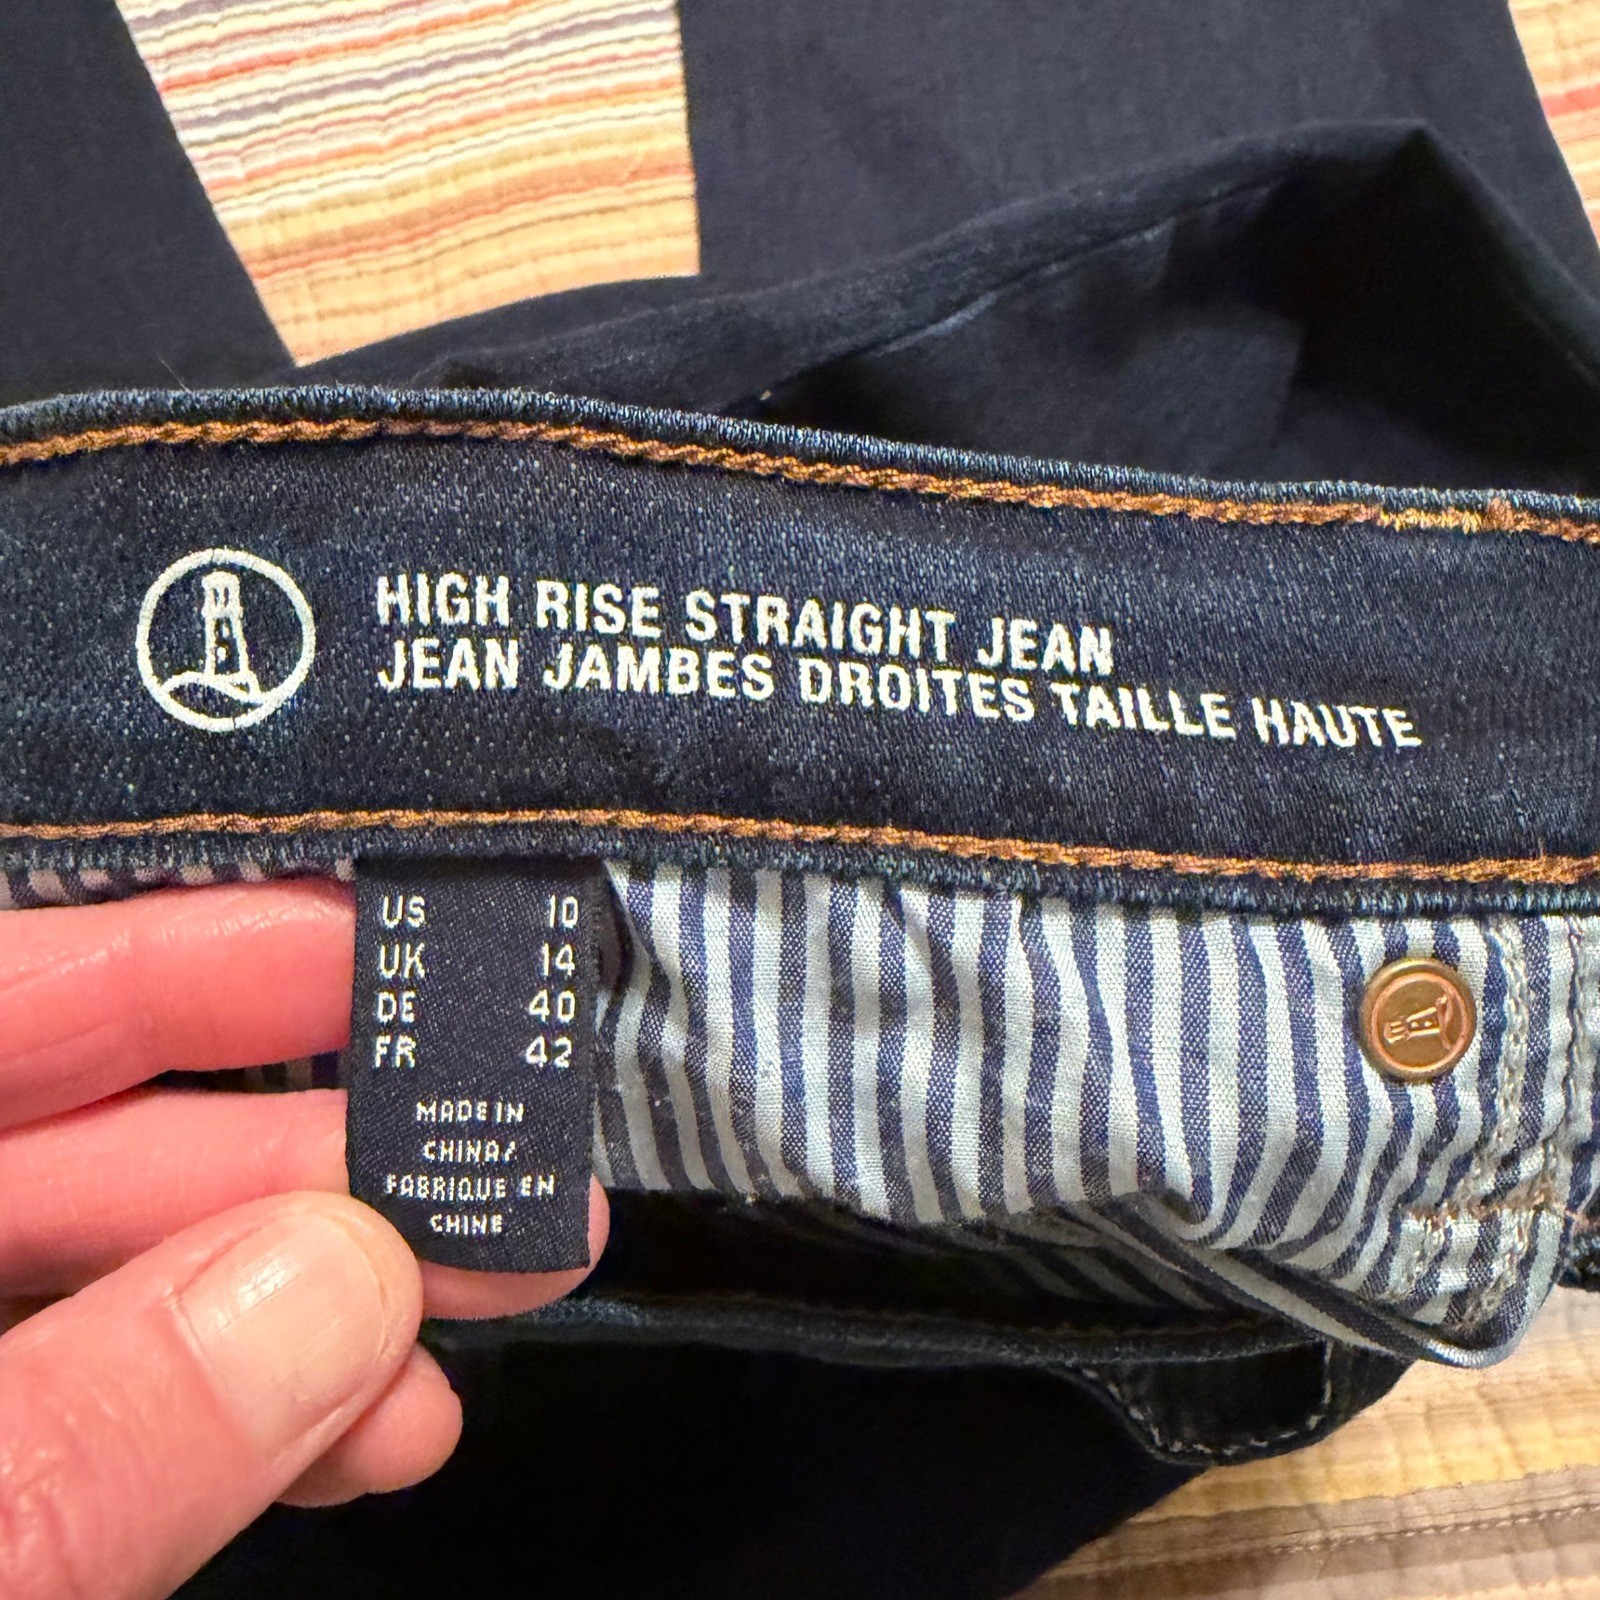 HIGH RISE STRAIGHT JEAN
JEAN JAMBES DROITES TAILLE HAUTE
US 10
UK 14
DE 40
FR 42
MADE IN
CHINA/
FABRIQUE EN
CHINE